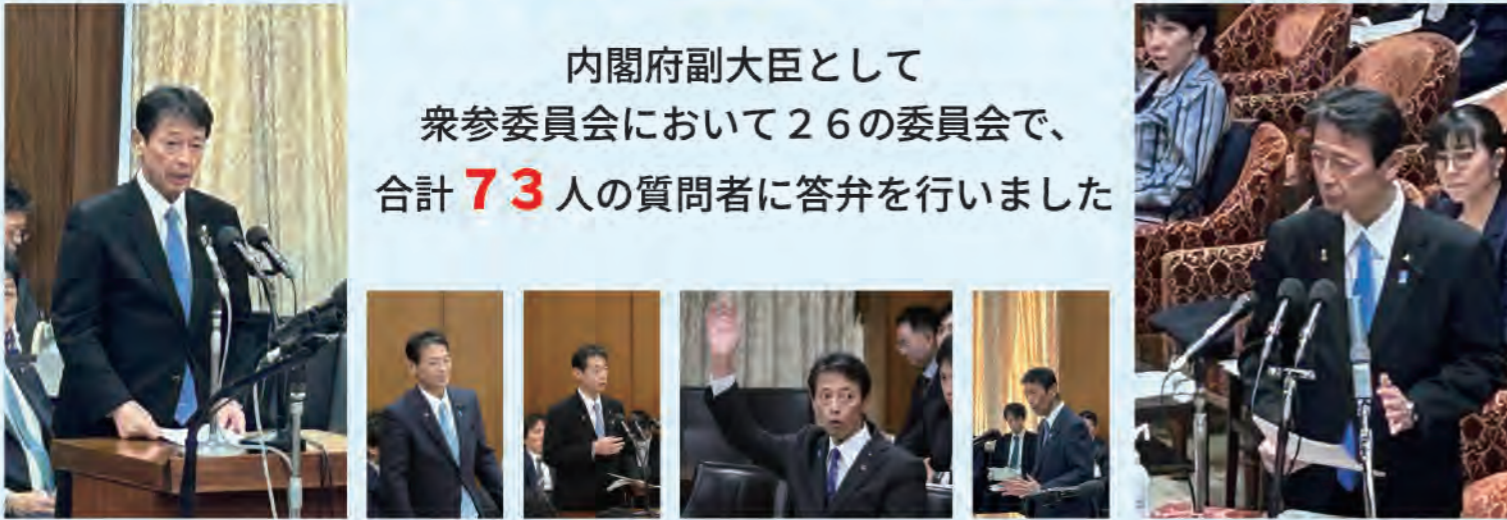 内閣府副大臣として
衆参委員会において２６の委員会で、
合計７３人の質問者に答弁を行いました